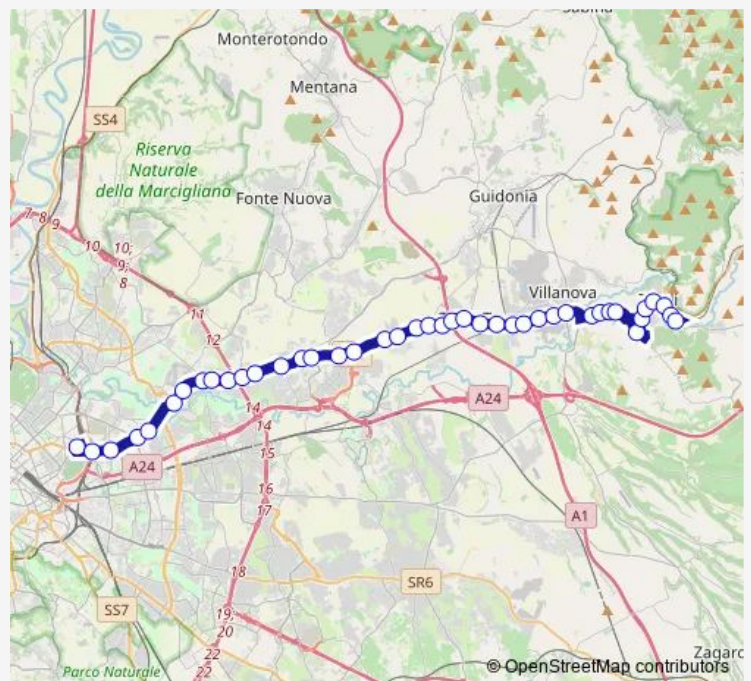 Sabina
Monterotondo
Mentana
SS4
Riserva
Naturale
della Marcigliana
Fonte Nuova
Guidonia
7 8 9
10
10;
9;
8
11
Villanova
12
14
14
A24
15
A24
16
17
A1
18
SR6
19;
20
SS7
22
22
Parco Naturale
Zagarc
© OpenStreetMap contributors